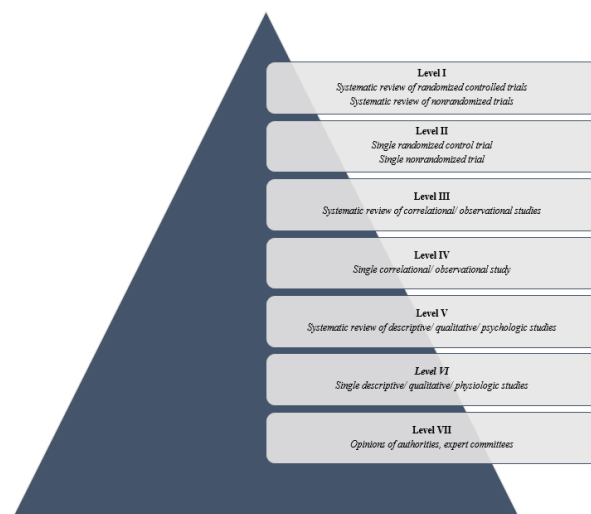 Level I
Systematic review of randomized controlled trials
Systematic review of nonrandomized trials
Level II
Single randomized control trial
Single nonrandomized trial
Level III
Systematic review of correlational/ observational studies
Level IV
Single correlational/ observational study
Level V
Systematic review of descriptive/ qualitative/ psychologic studies
Level VI
Single descriptive/ qualitative/ physiologic studies
Level VII
Opinions of authorities, expert committees